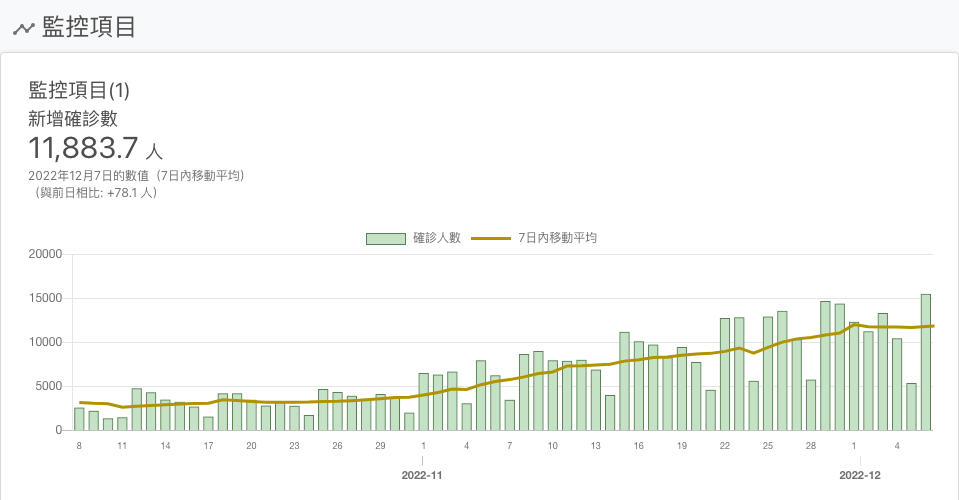 監控項目
監控項目(1)
新增確診數
11,883.7 人
2022年12月7日的數值（7日內移動平均）
（與前日相比: +78.1 人）
確診人數 7日內移動平均
20000
15000
10000
5000
0
8 11 14 17 20 23 26 29 1 4 7 10 13 16 19 22 25 28 1 4
2022-11 2022-12